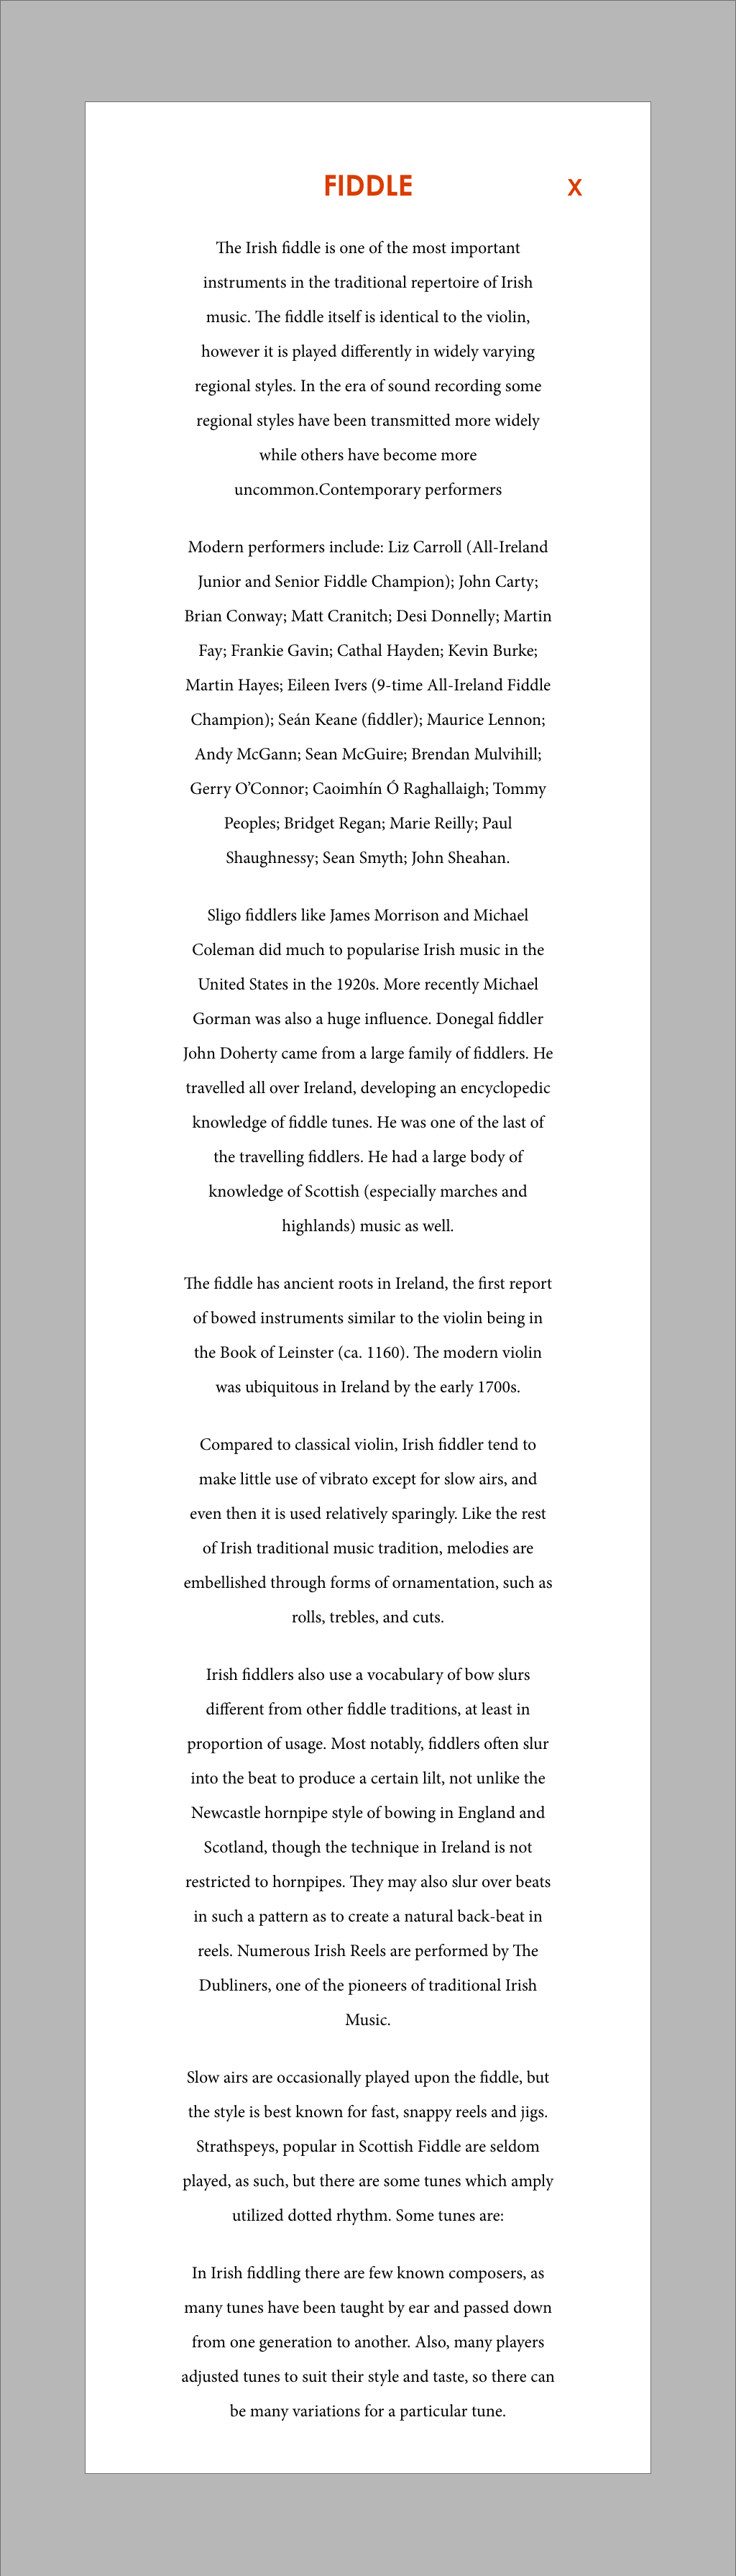 FIDDLE X
The Irish fiddle is one of the most important
instruments in the traditional repertoire of Irish
music. The fiddle itself is identical to the violin,
however it is played differently in widely varying
regional styles. In the era of sound recording some
regional styles have been transmitted more widely
while others have become more
uncommon.Contemporary performers
Modern performers include: Liz Carroll (All-Ireland
Junior and Senior Fiddle Champion); John Carty;
Brian Conway; Matt Cranitch; Desi Donnelly; Martin
Fay; Frankie Gavin; Cathal Hayden; Kevin Burke;
Martin Hayes; Eileen Ivers (9-time All-Ireland Fiddle
Champion); Seán Keane (fiddler); Maurice Lennon;
Andy McGann; Sean McGuire; Brendan Mulvihill;
Gerry O’Connor; Caoimhín Ó Raghallaigh; Tommy
Peoples; Bridget Regan; Marie Reilly; Paul
Shaughnessy; Sean Smyth; John Sheahan.
Sligo fiddlers like James Morrison and Michael
Coleman did much to popularise Irish music in the
United States in the 1920s. More recently Michael
Gorman was also a huge influence. Donegal fiddler
John Doherty came from a large family of fiddlers. He
travelled all over Ireland, developing an encyclopedic
knowledge of fiddle tunes. He was one of the last of
the travelling fiddlers. He had a large body of
knowledge of Scottish (especially marches and
highlands) music as well.
The fiddle has ancient roots in Ireland, the first report
of bowed instruments similar to the violin being in
the Book of Leinster (ca. 1160). The modern violin
was ubiquitous in Ireland by the early 1700s.
Compared to classical violin, Irish fiddler tend to
make little use of vibrato except for slow airs, and
even then it is used relatively sparingly. Like the rest
of Irish traditional music tradition, melodies are
embellished through forms of ornamentation, such as
rolls, trebles, and cuts.
Irish fiddlers also use a vocabulary of bow slurs
different from other fiddle traditions, at least in
proportion of usage. Most notably, fiddlers often slur
into the beat to produce a certain lilt, not unlike the
Newcastle hornpipe style of bowing in England and
Scotland, though the technique in Ireland is not
restricted to hornpipes. They may also slur over beats
in such a pattern as to create a natural back-beat in
reels. Numerous Irish Reels are performed by The
Dubliners, one of the pioneers of traditional Irish
Music.
Slow airs are occasionally played upon the fiddle, but
the style is best known for fast, snappy reels and jigs.
Strathspeys, popular in Scottish Fiddle are seldom
played, as such, but there are some tunes which amply
utilized dotted rhythm. Some tunes are:
In Irish fiddling there are few known composers, as
many tunes have been taught by ear and passed down
from one generation to another. Also, many players
adjusted tunes to suit their style and taste, so there can
be many variations for a particular tune.